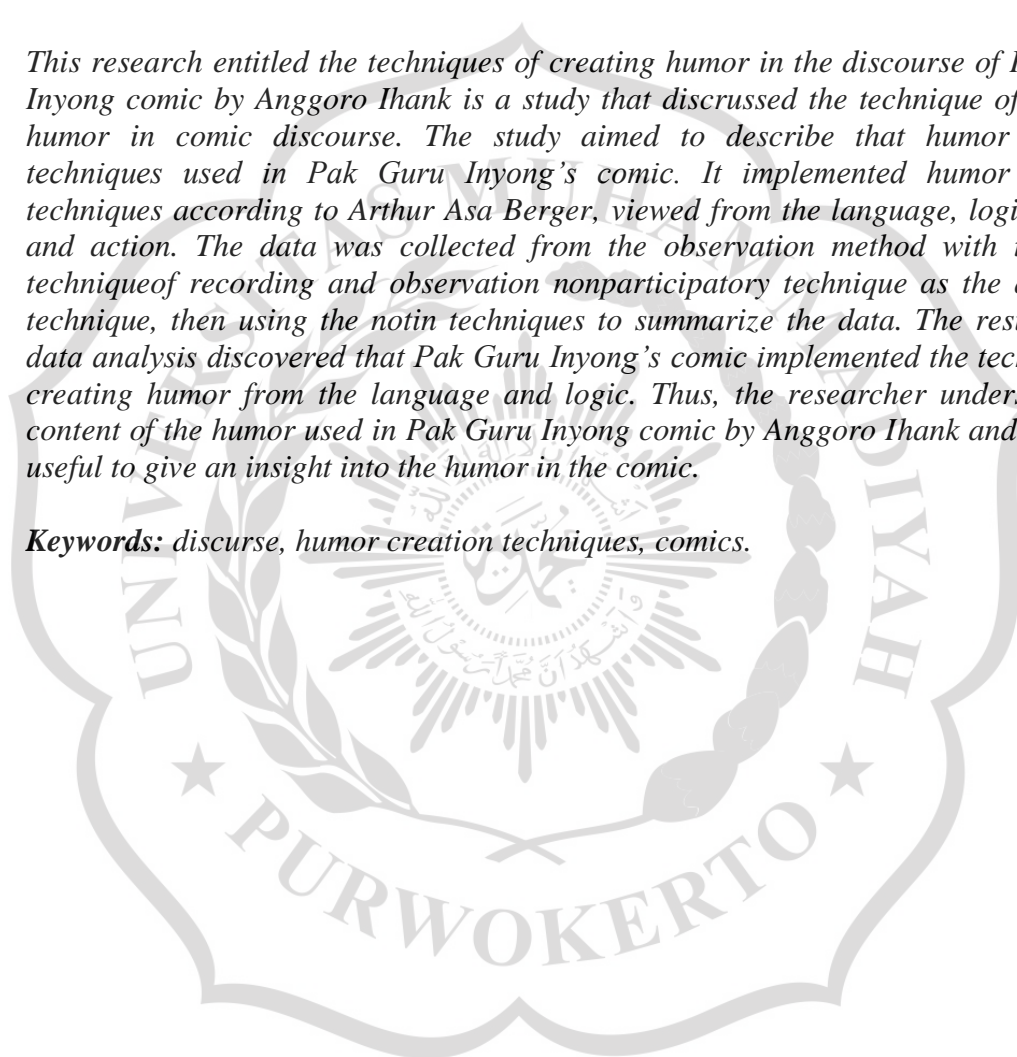 This research entitled the techniques of creating humor in the discourse of
Inyong comic by Anggoro Ihank is a study that discrussed the technique of
humor in comic discourse. The study aimed to describe that humor
techniques used in Pak Guru Inyong's comic. It implemented humor
techniques according to Arthur Asa Berger, viewed from the language, logi
and action. The data was collected from the observation method with
techniqueof recording and observation nonparticipatory technique as the
technique, then using the notin techniques to summarize the data. The
data analysis discovered that Pak Guru Inyong's comic implemented the tec
creating humor from the language and logic. Thus, the researcher under
content of the humor used in Pak Guru Inyong comic by Anggoro Ihank and
useful to give an insight into the humor in the comic.
Keywords: discurse, humor creation techniques, comics.
UNIVERSITAS MUHAMMADIYAH
PURWOKERTO